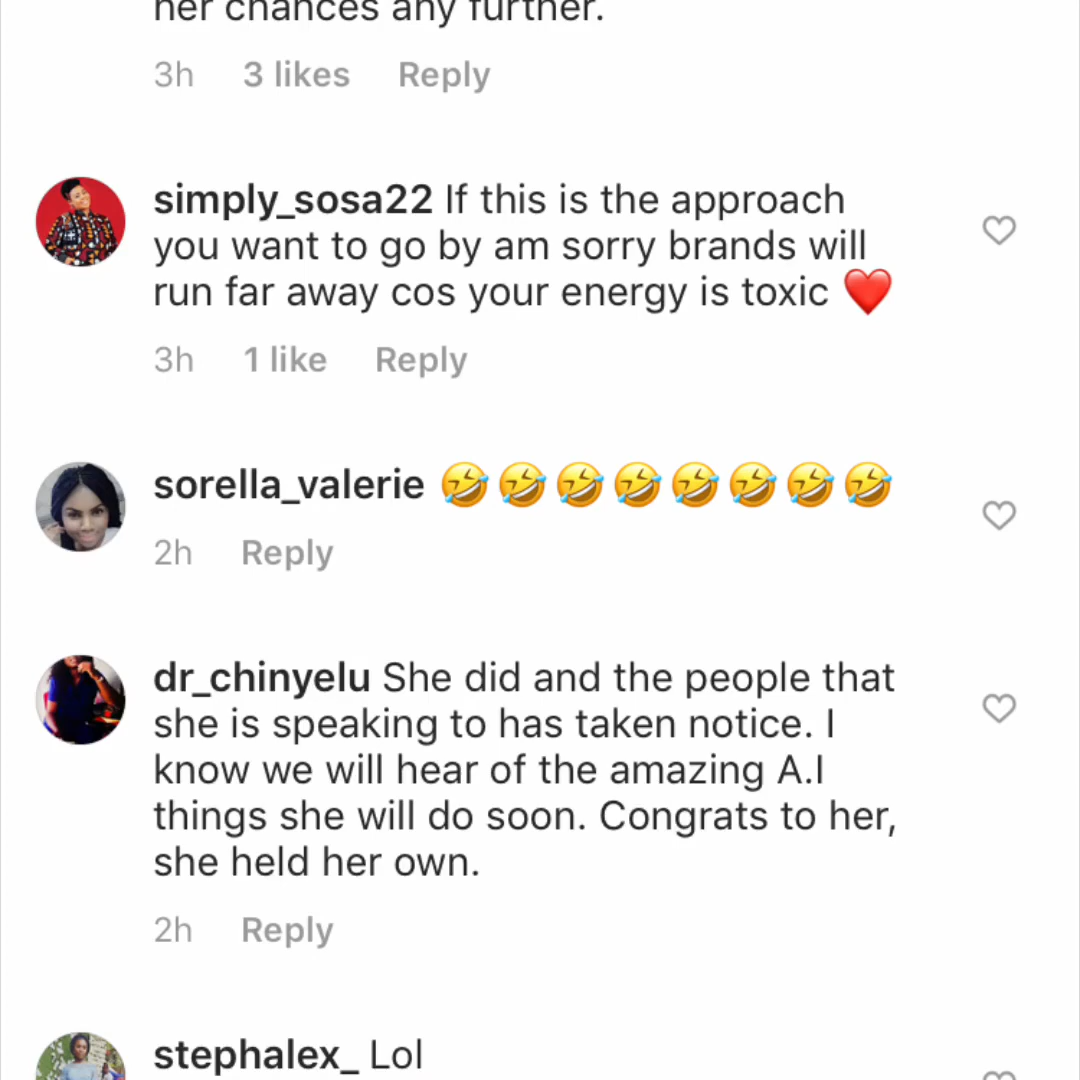 her chances any further.
3h 3 likes Reply
simply_sosa22 If this is the approach
you want to go by am sorry brands will
run far away cos your energy is toxic ❤️
3h 1 like Reply
sorella_valerie 🤣🤣🤣🤣🤣🤣🤣🤣
2h Reply
dr_chinyelu She did and the people that
she is speaking to has taken notice. I
know we will hear of the amazing A.I
things she will do soon. Congrats to her,
she held her own.
2h Reply
stephalex_ Lol